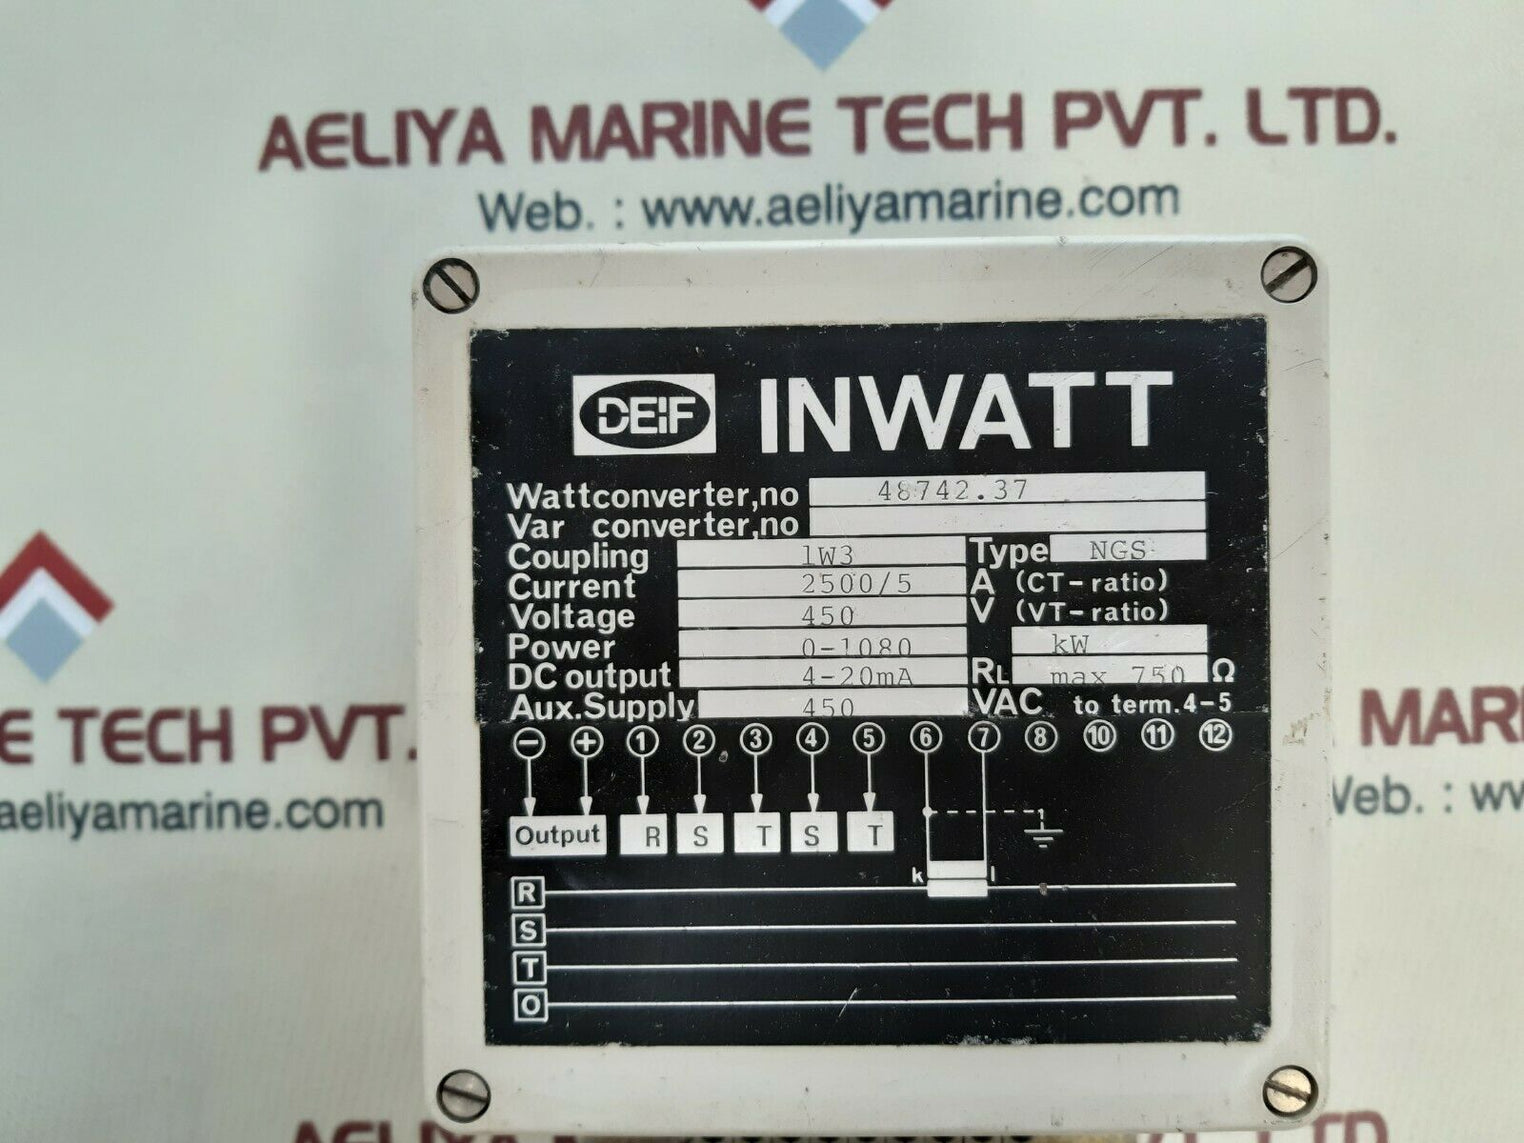 AELIYA MARINE TECH PVT. LTD.
Web. : www.aeliyamarine.com
DEIF INWATT
Wattconverter,no 48742.37
Var converter,no
Coupling 1W3 Type NGS
Current 2500/5 A (CT-ratio)
Voltage 450 V (VT-ratio)
Power 0-1080 kW
DC output 4-20mA RL max 750 Ω
Aux.Supply 450 VAC to term.4-5
- + 1 2 3 4 5 6 7 8 10 11 12
Output R S T S T
k l
R
S
T
O
E TECH PVT.
aeliyamarine.com
MAR
Web. : ww